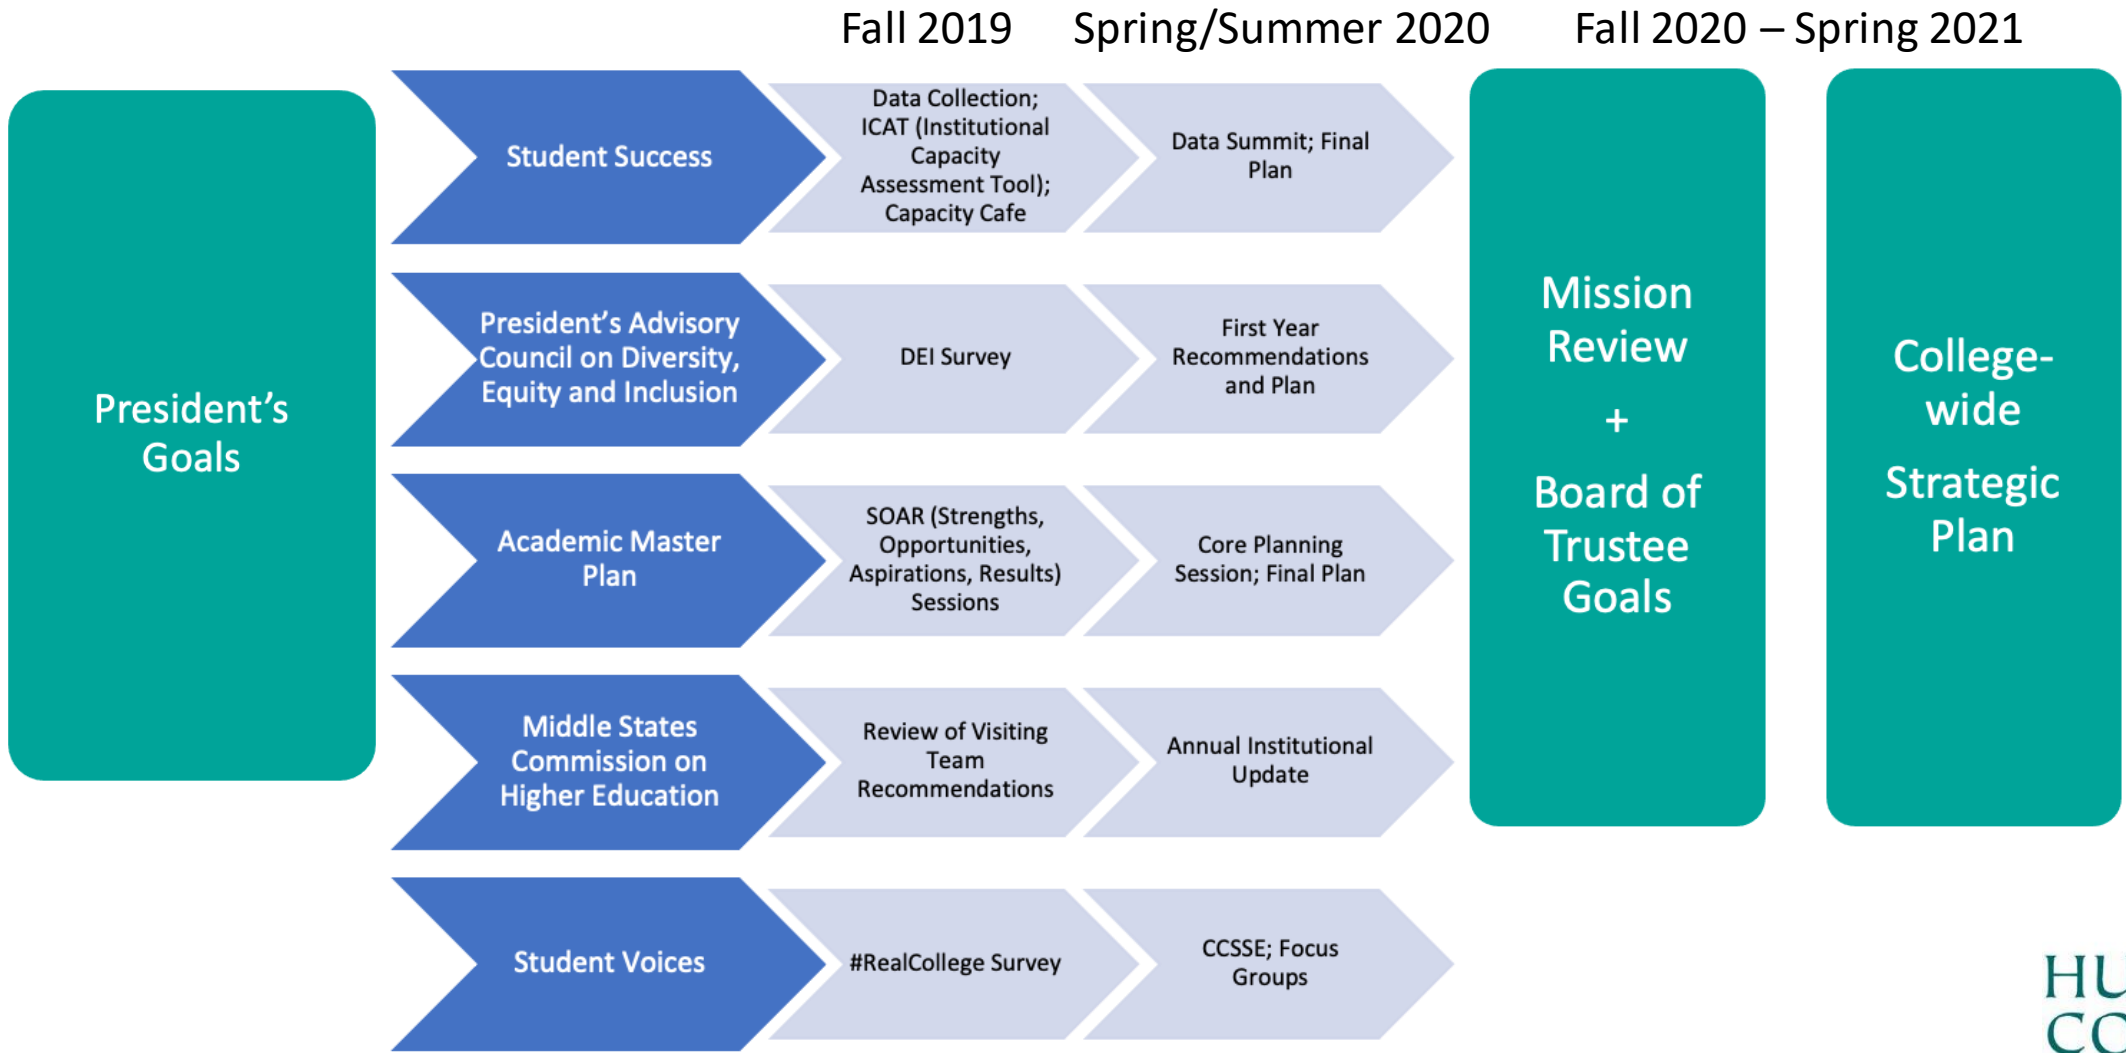 Fall 2019
Spring/Summer 2020
Fall 2020 – Spring 2021
President’s
Goals
Student Success
Data Collection;
ICAT (Institutional
Capacity
Assessment Tool);
Capacity Cafe
Data Summit; Final
Plan
President’s Advisory
Council on Diversity,
Equity and Inclusion
DEI Survey
First Year
Recommendations
and Plan
Academic Master
Plan
SOAR (Strengths,
Opportunities,
Aspirations, Results)
Sessions
Core Planning
Session; Final Plan
Middle States
Commission on
Higher Education
Review of Visiting
Team
Recommendations
Annual Institutional
Update
Student Voices
#RealCollege Survey
CCSSE; Focus
Groups
Mission
Review
+
Board of
Trustee
Goals
College-
wide
Strategic
Plan